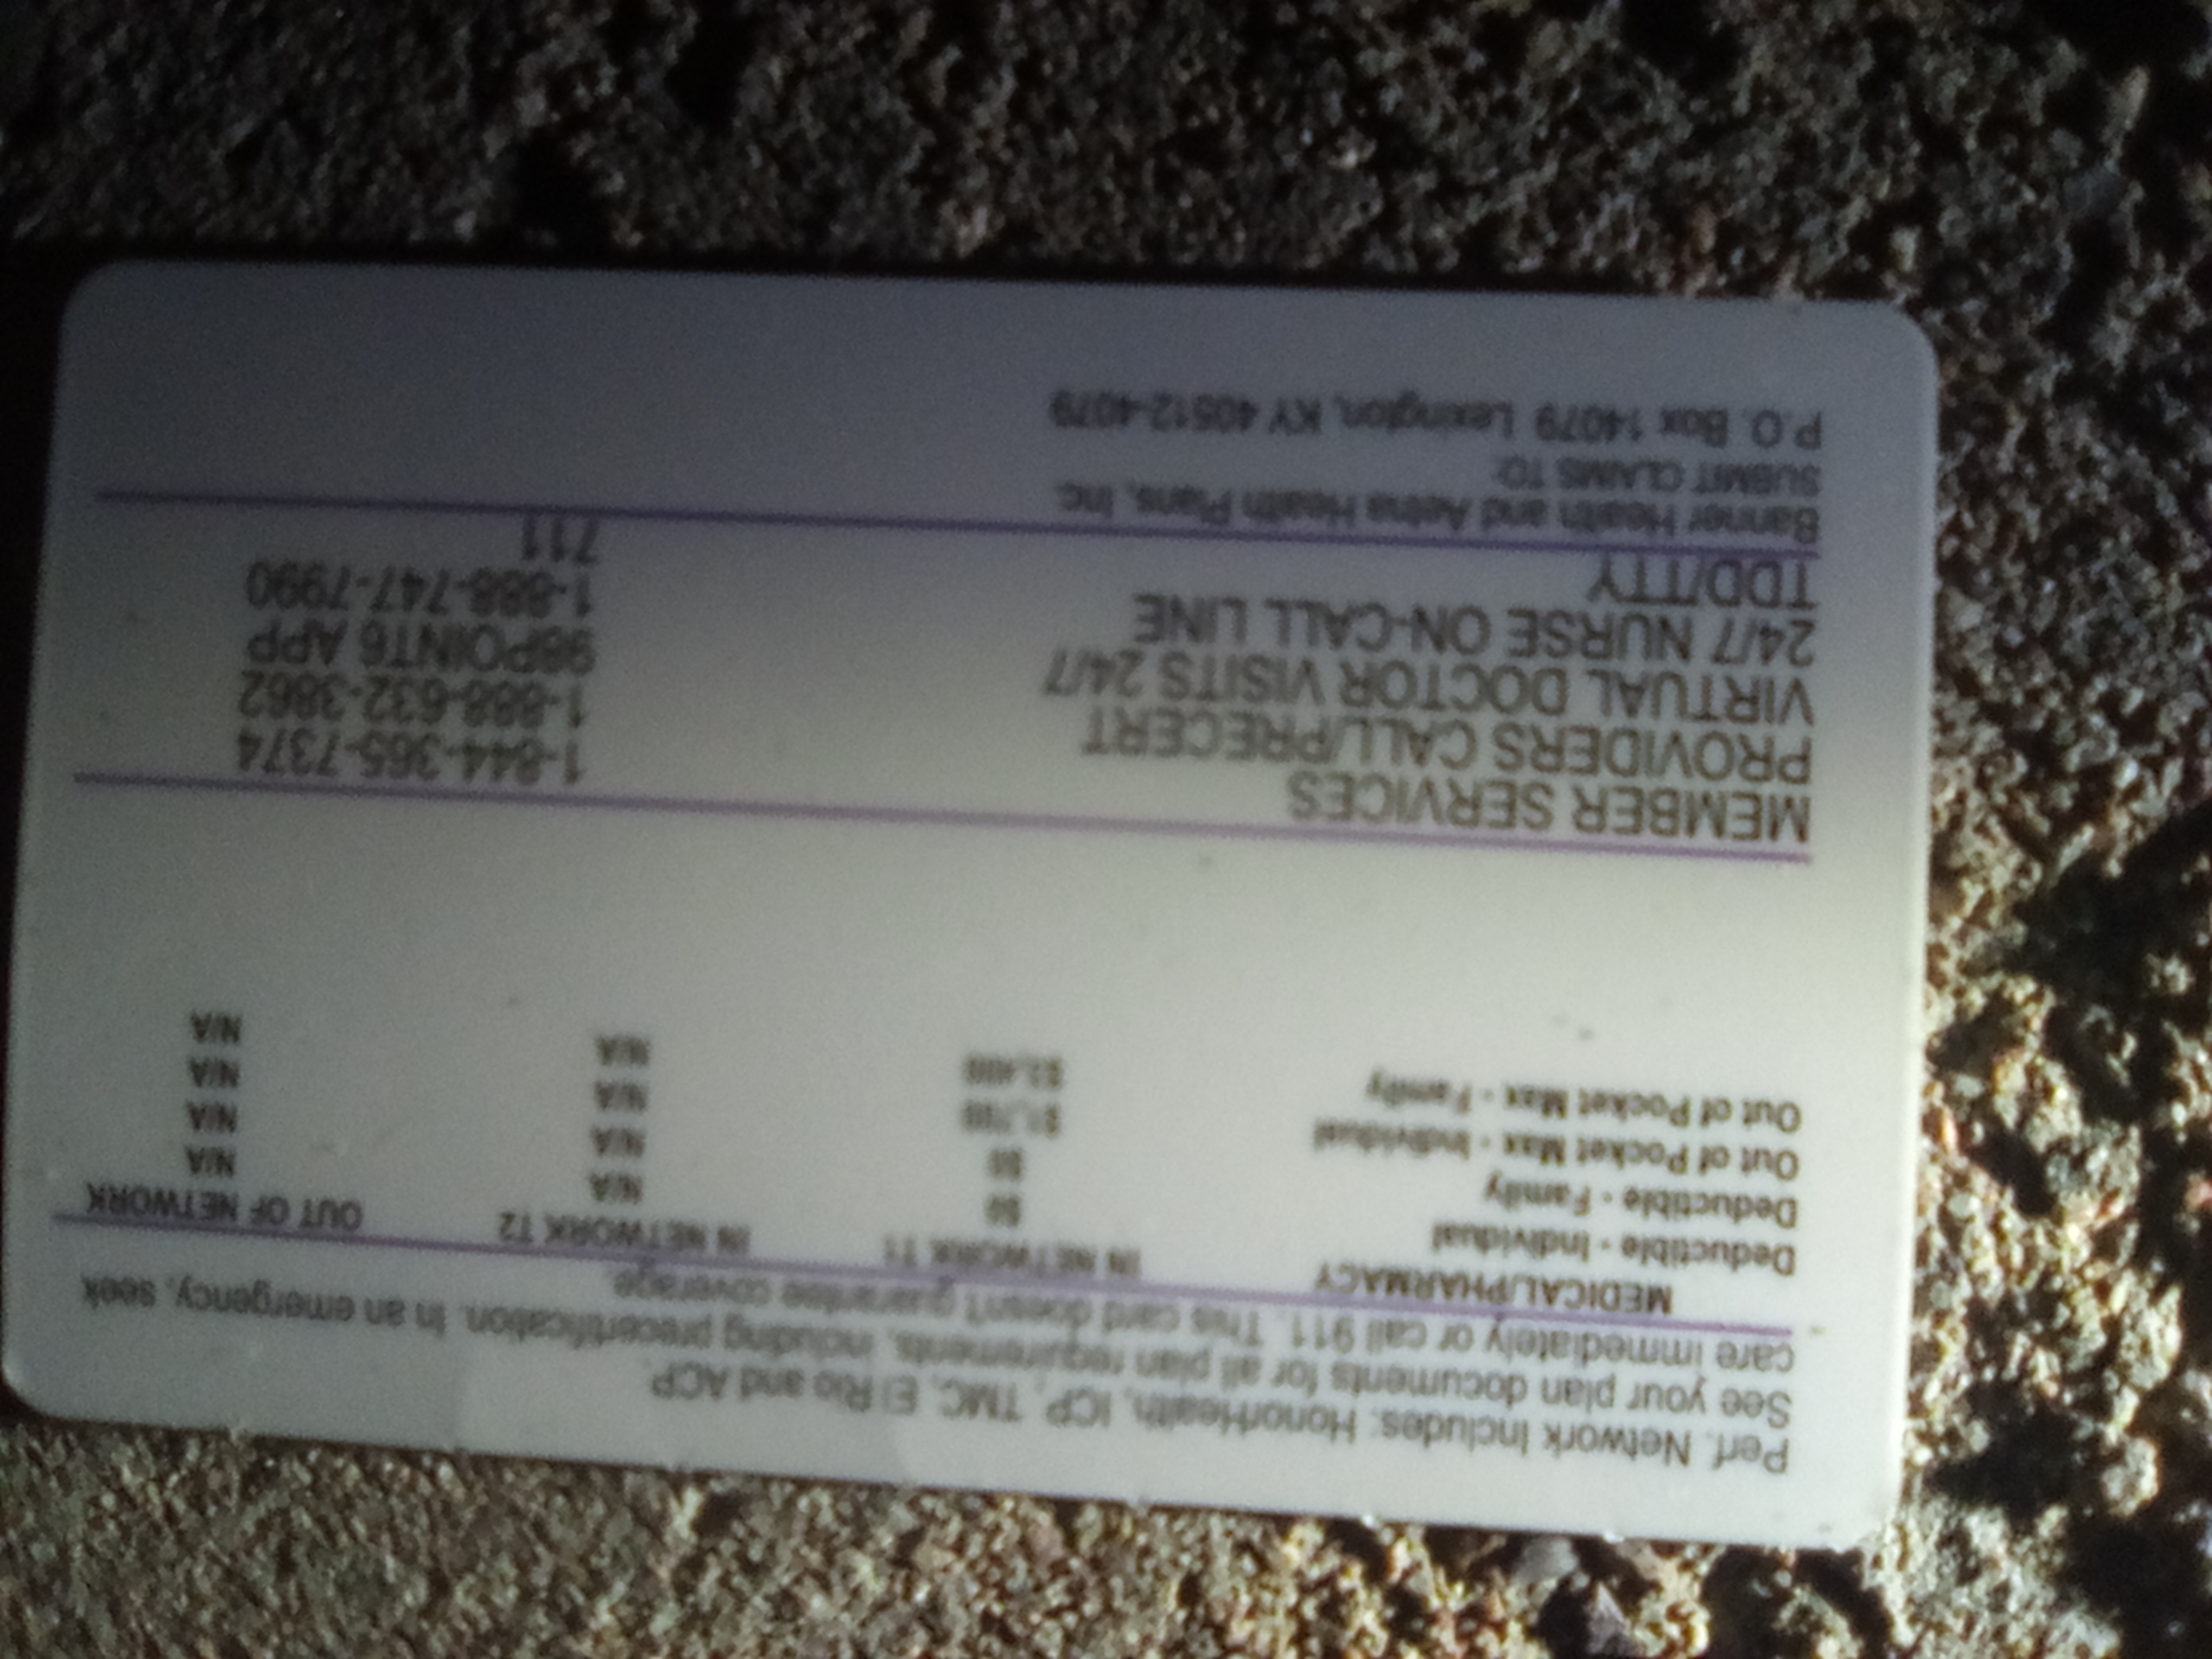 Perf. Network Includes: HonorHealth, ICP, TMC, El Rio and ACP.
See your plan documents for all plan requirements, including precertification. In an emergency, seek
care immediately or call 911. This card doesn't guarantee coverage.
MEDICAL/PHARMACY IN NETWORK T1 IN NETWORK T2 OUT OF NETWORK
Deductible - Individual $0 N/A N/A
Deductible - Family $0 N/A N/A
Out of Pocket Max - Individual N/A N/A
Out of Pocket Max - Family N/A N/A
MEMBER SERVICES 1-844-365-7374
PROVIDERS CALL/PRECERT 1-888-632-3862
VIRTUAL DOCTOR VISITS 24/7 98POINT6 APP
24/7 NURSE ON-CALL LINE 1-888-747-7990
TDD/TTY 711
Banner Health and Aetna Health Plans, Inc.
SUBMIT CLAIMS TO:
P.O. Box 14079 Lexington, KY 40512-4079